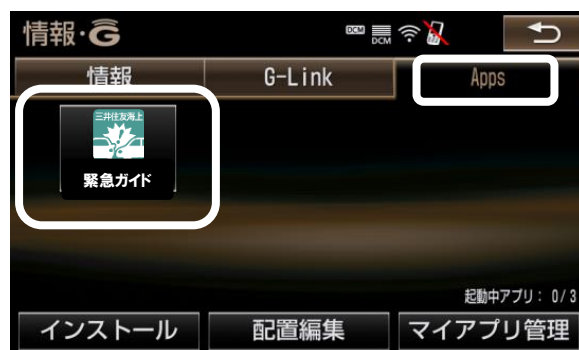 情報・G
DCM
DCM
情報
G-Link
Apps
三井住友海上
緊急ガイド
起動中アプリ： 0/3
インストール
配置編集
マイアプリ管理